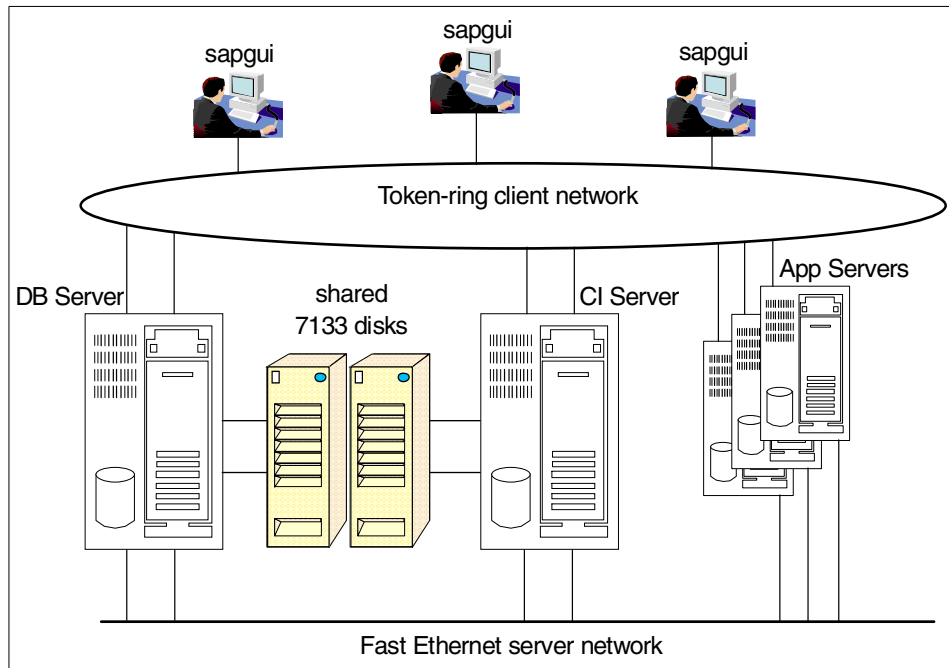 sapgui
sapgui
sapgui
Token-ring client network
DB Server
shared
7133 disks
CI Server
App Servers
Fast Ethernet server network